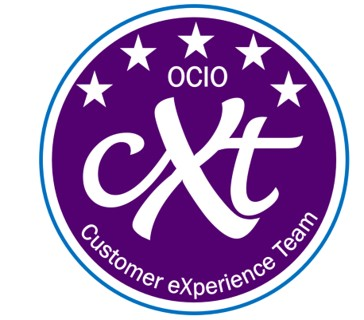 OCIO
cXt
Customer eXperience Team